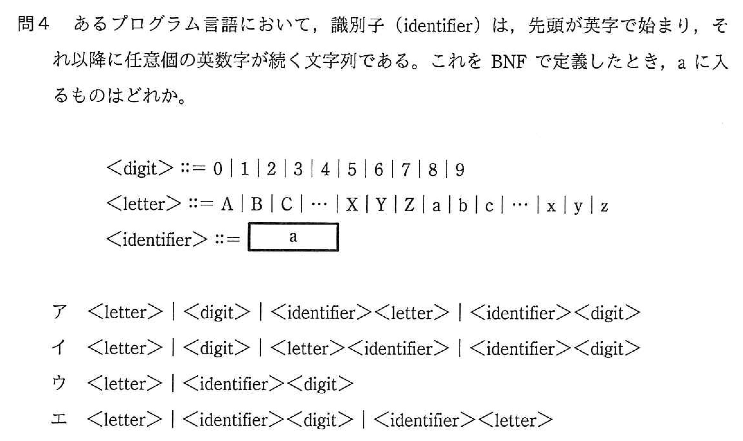 問4 あるプログラム言語において，識別子（identifier）は，先頭が英字で始まり，そ
れ以降に任意個の英数字が続く文字列である。これを BNF で定義したとき，a に入
るものはどれか。
<digit> ::= 0 | 1 | 2 | 3 | 4 | 5 | 6 | 7 | 8 | 9
<letter> ::= A | B | C | … | X | Y | Z | a | b | c | … | x | y | z
<identifier> ::= a
ア <letter> | <digit> | <identifier><letter> | <identifier><digit>
イ <letter> | <digit> | <letter><identifier> | <identifier><digit>
ウ <letter> | <identifier><digit>
エ <letter> | <identifier><digit> | <identifier><letter>